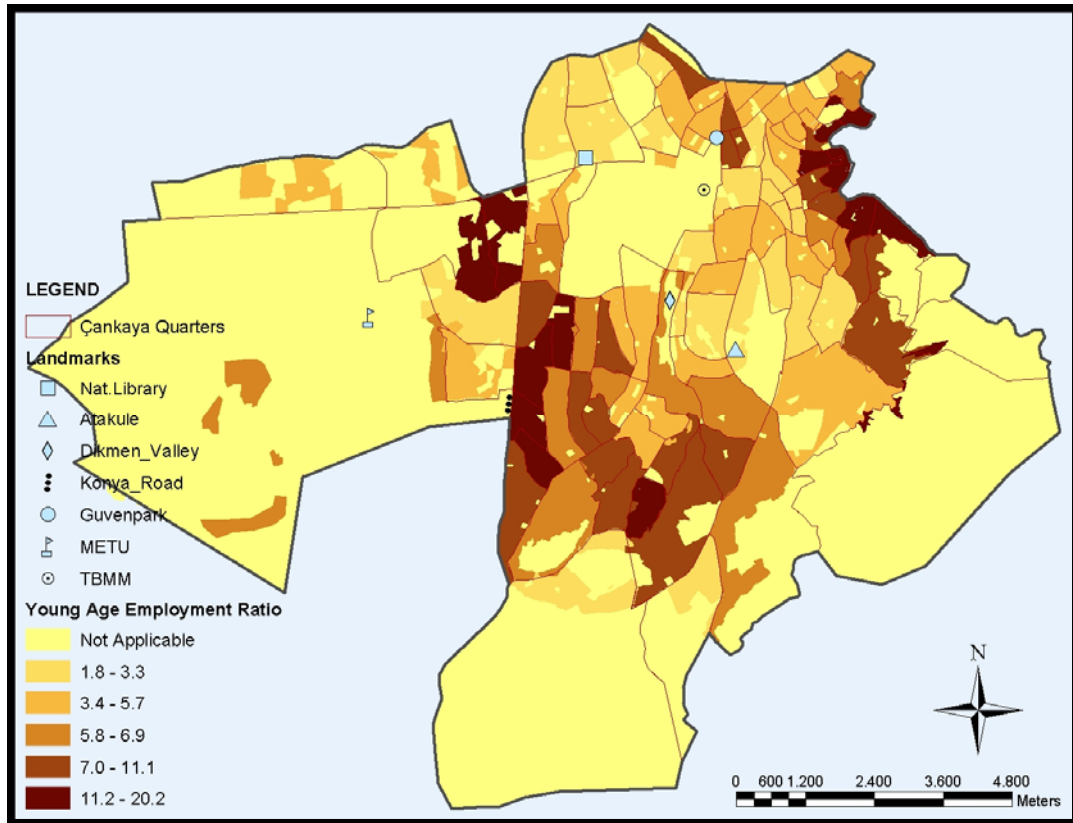 LEGEND
Çankaya Quarters
Landmarks
Nat.Library
Atakule
Dikmen_Valley
Konya_Road
Guvenpark
METU
TBMM
Young Age Employment Ratio
Not Applicable
1.8 - 3.3
3.4 - 5.7
5.8 - 6.9
7.0 - 11.1
11.2 - 20.2
N
0 600 1.200 2.400 3.600 4.800
Meters